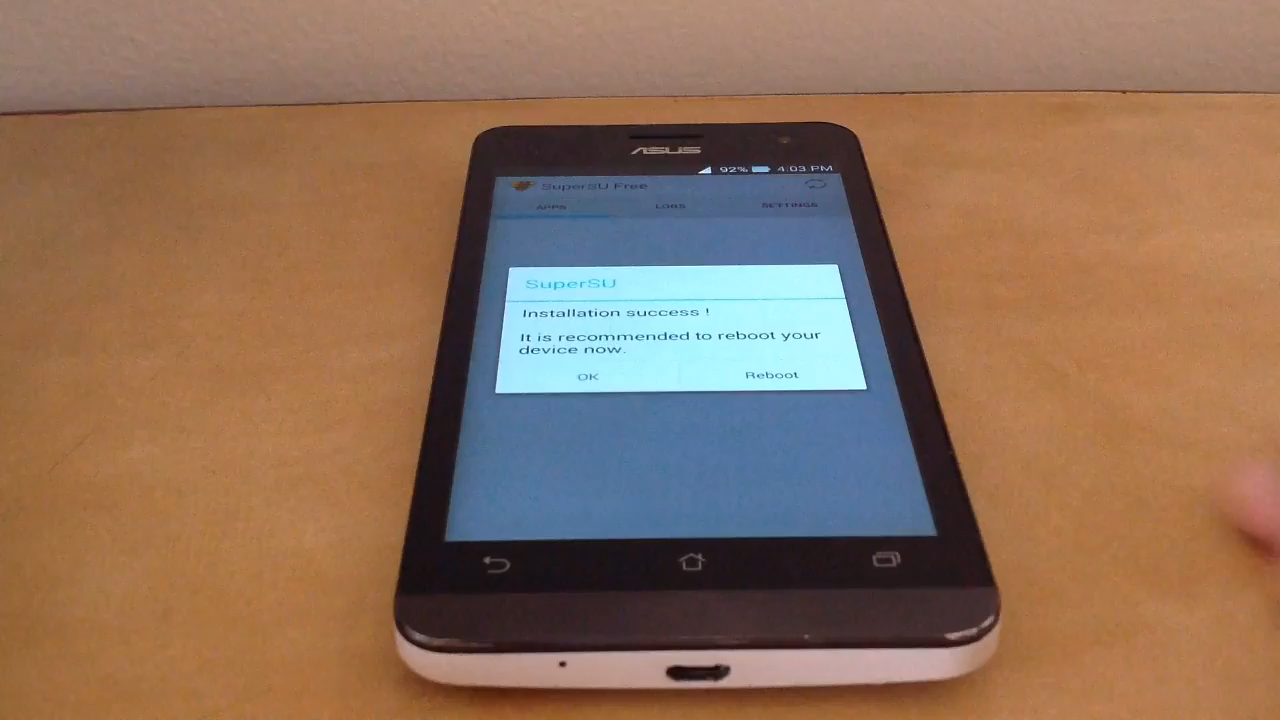 ASUS
92% 4:03 PM
SuperSU Free
APPS LOGS SETTINGS
SuperSU
Installation success !
It is recommended to reboot your
device now.
OK Reboot